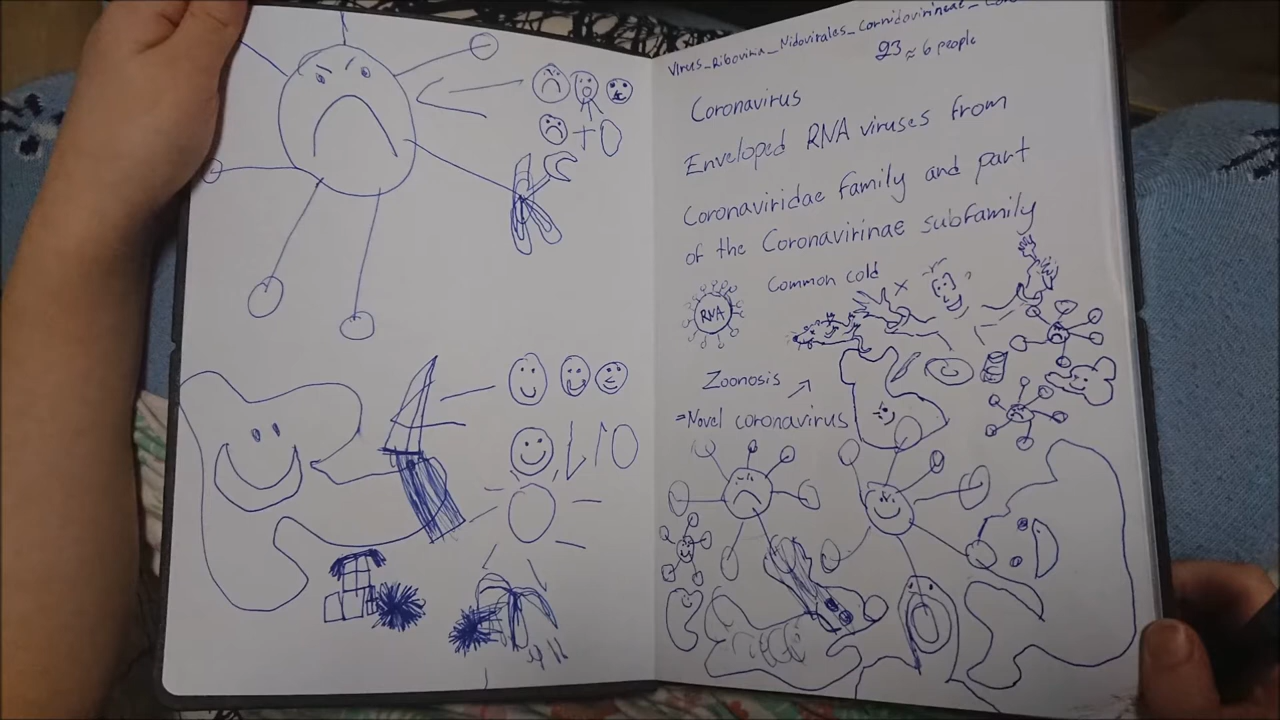 Virus_Riboviria_Nidovirales_Cornidovirineae_
23 ≈ 6 people
Coronavirus
Enveloped RNA viruses from
Coronaviridae family and part
of the Coronavirinae subfamily
RNA
Common cold
Zoonosis
=Novel coronavirus